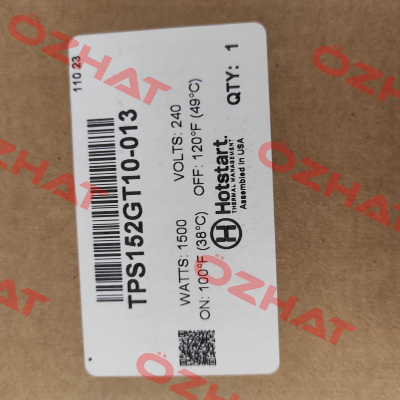 110 23
TPS152GT10-013
WATTS: 1500 VOLTS: 240
ON: 100°F (38°C) OFF: 120°F (49°C)
H Hotstart.
THERMAL MANAGEMENT
Assembled in USA
QTY: 1
OZHAT
OZHAT
OZHAT
OZHAT
OZHAT